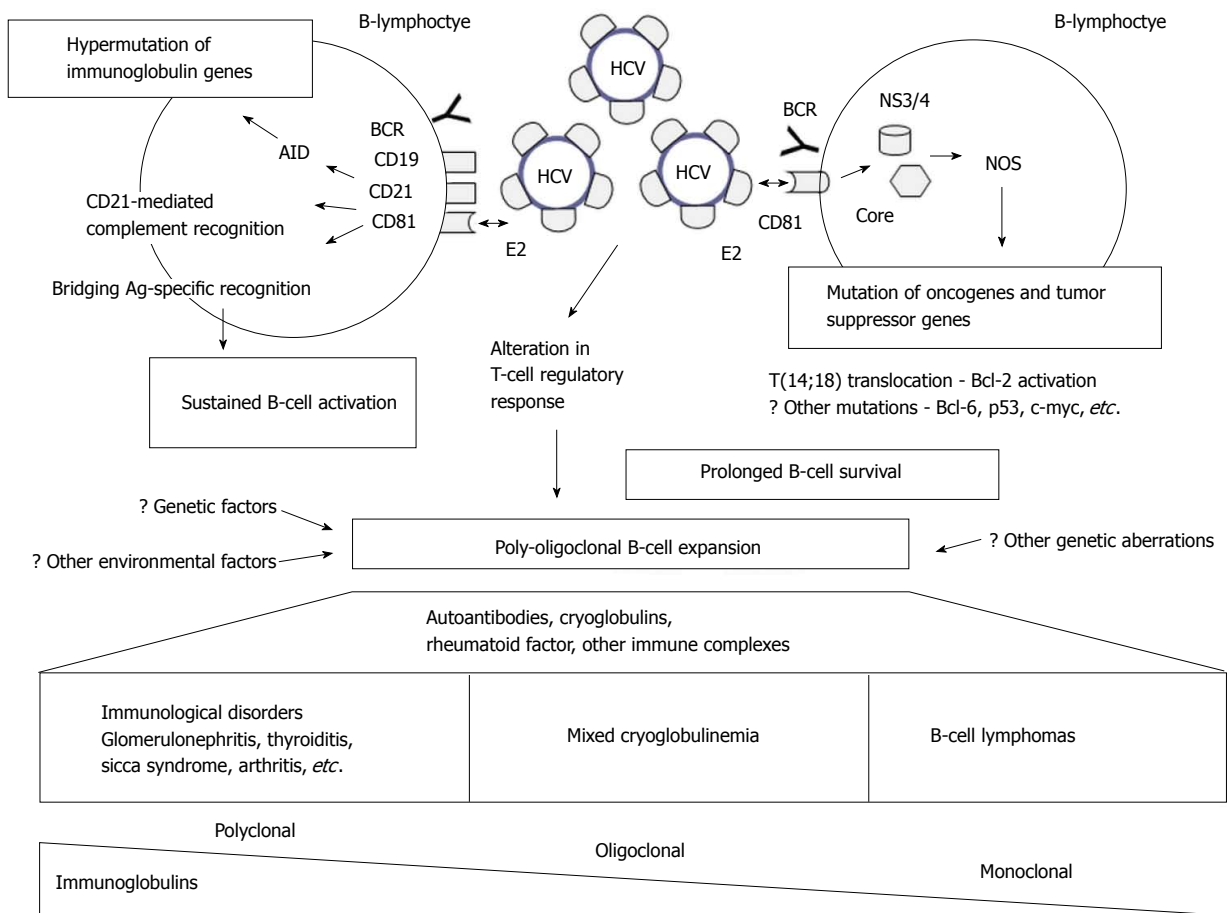 B-lymphoctye
B-lymphoctye
Hypermutation of
immunoglobulin genes
HCV
HCV
HCV
BCR
CD19
CD21
CD81
AID
CD21-mediated
complement recognition
Bridging Ag-specific recognition
E2
E2
BCR
CD81
NS3/4
NOS
Core
Mutation of oncogenes and tumor
suppressor genes
Sustained B-cell activation
Alteration in
T-cell regulatory
response
T(14;18) translocation - Bcl-2 activation
? Other mutations - Bcl-6, p53, c-myc, etc.
Prolonged B-cell survival
? Genetic factors
? Other environmental factors
Poly-oligoclonal B-cell expansion
? Other genetic aberrations
Autoantibodies, cryoglobulins,
rheumatoid factor, other immune complexes
Immunological disorders
Glomerulonephritis, thyroiditis,
sicca syndrome, arthritis, etc.
Mixed cryoglobulinemia
B-cell lymphomas
Polyclonal
Oligoclonal
Monoclonal
Immunoglobulins